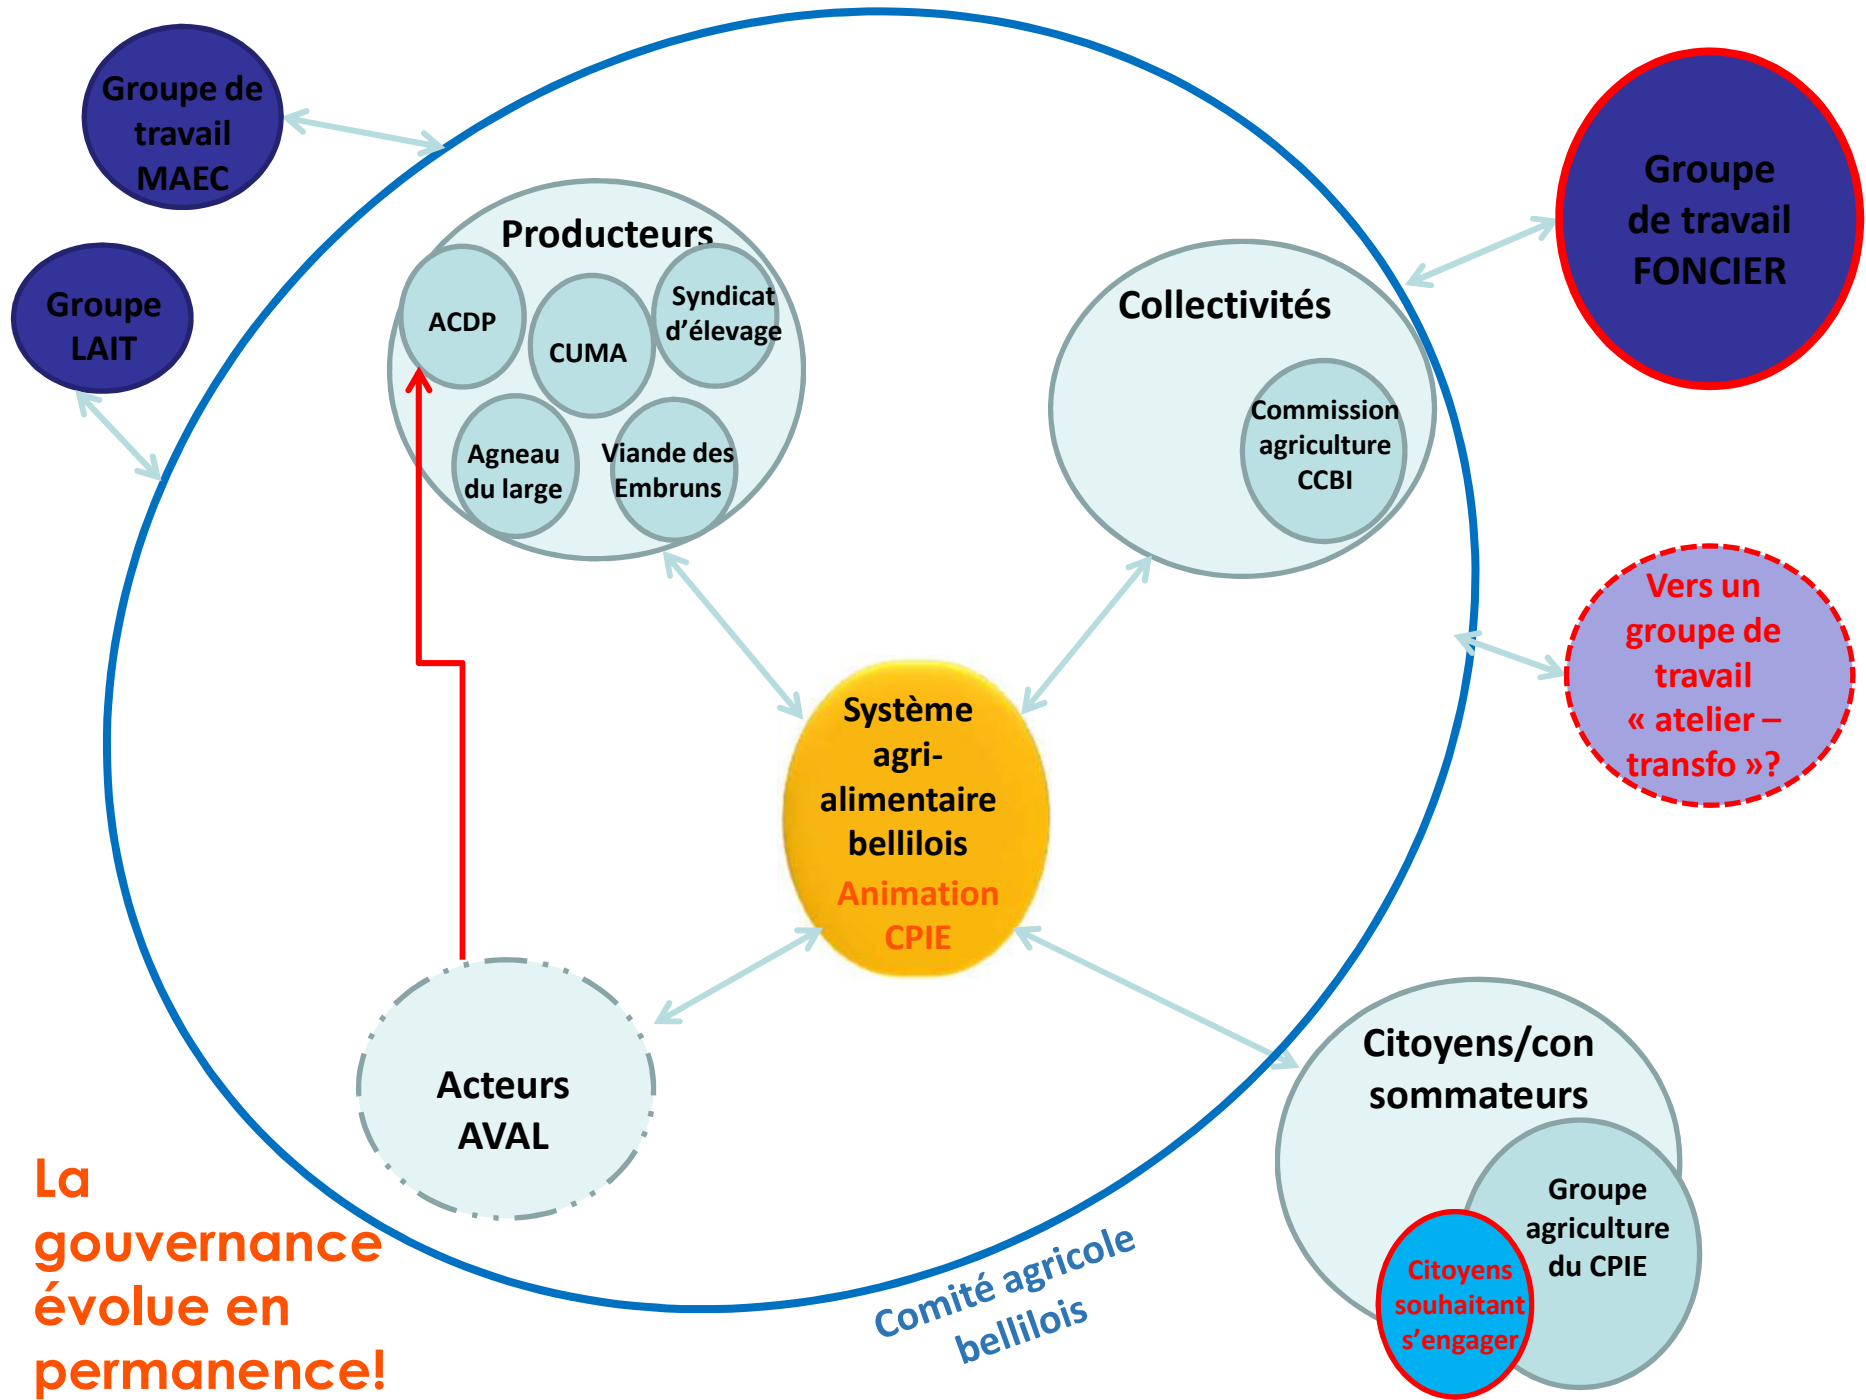 Groupe de
travail
MAEC
Groupe
LAIT
Producteurs
ACDP
CUMA
Syndicat
d'élevage
Agneau
du large
Viande des
Embruns
Collectivités
Commission
agriculture
CCBI
Groupe
de travail
FONCIER
Vers un
groupe de
travail
« atelier –
transfo »?
Système
agri-
alimentaire
bellilois
Animation
CPIE
Acteurs
AVAL
Citoyens/con
sommateurs
Groupe
agriculture
du CPIE
Citoyens
souhaitant
s'engager
Comité agricole
bellilois
La
gouvernance
évolue en
permanence!